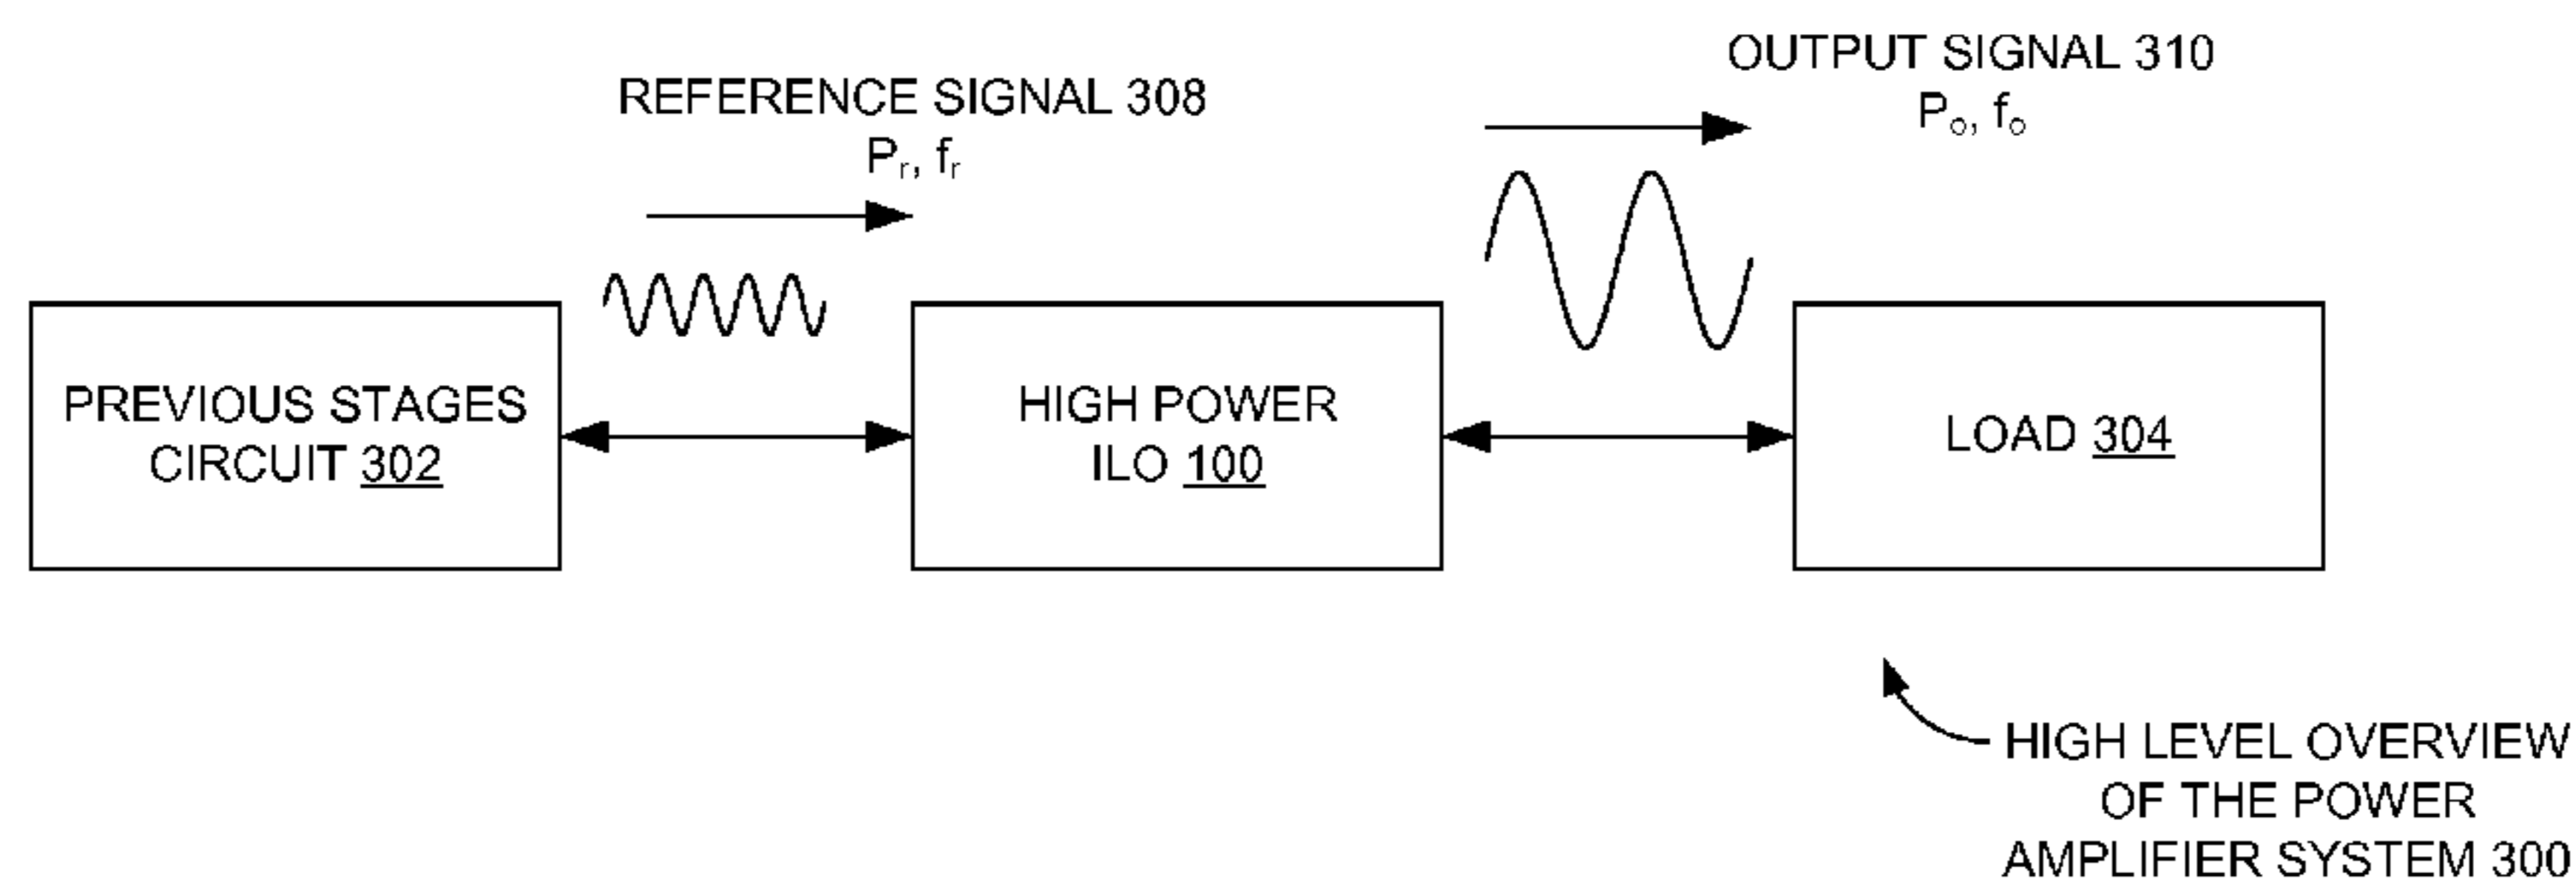 REFERENCE SIGNAL 308
Pr, fr
OUTPUT SIGNAL 310
Po, fo
PREVIOUS STAGES
CIRCUIT 302
HIGH POWER
ILO 100
LOAD 304
HIGH LEVEL OVERVIEW
OF THE POWER
AMPLIFIER SYSTEM 300